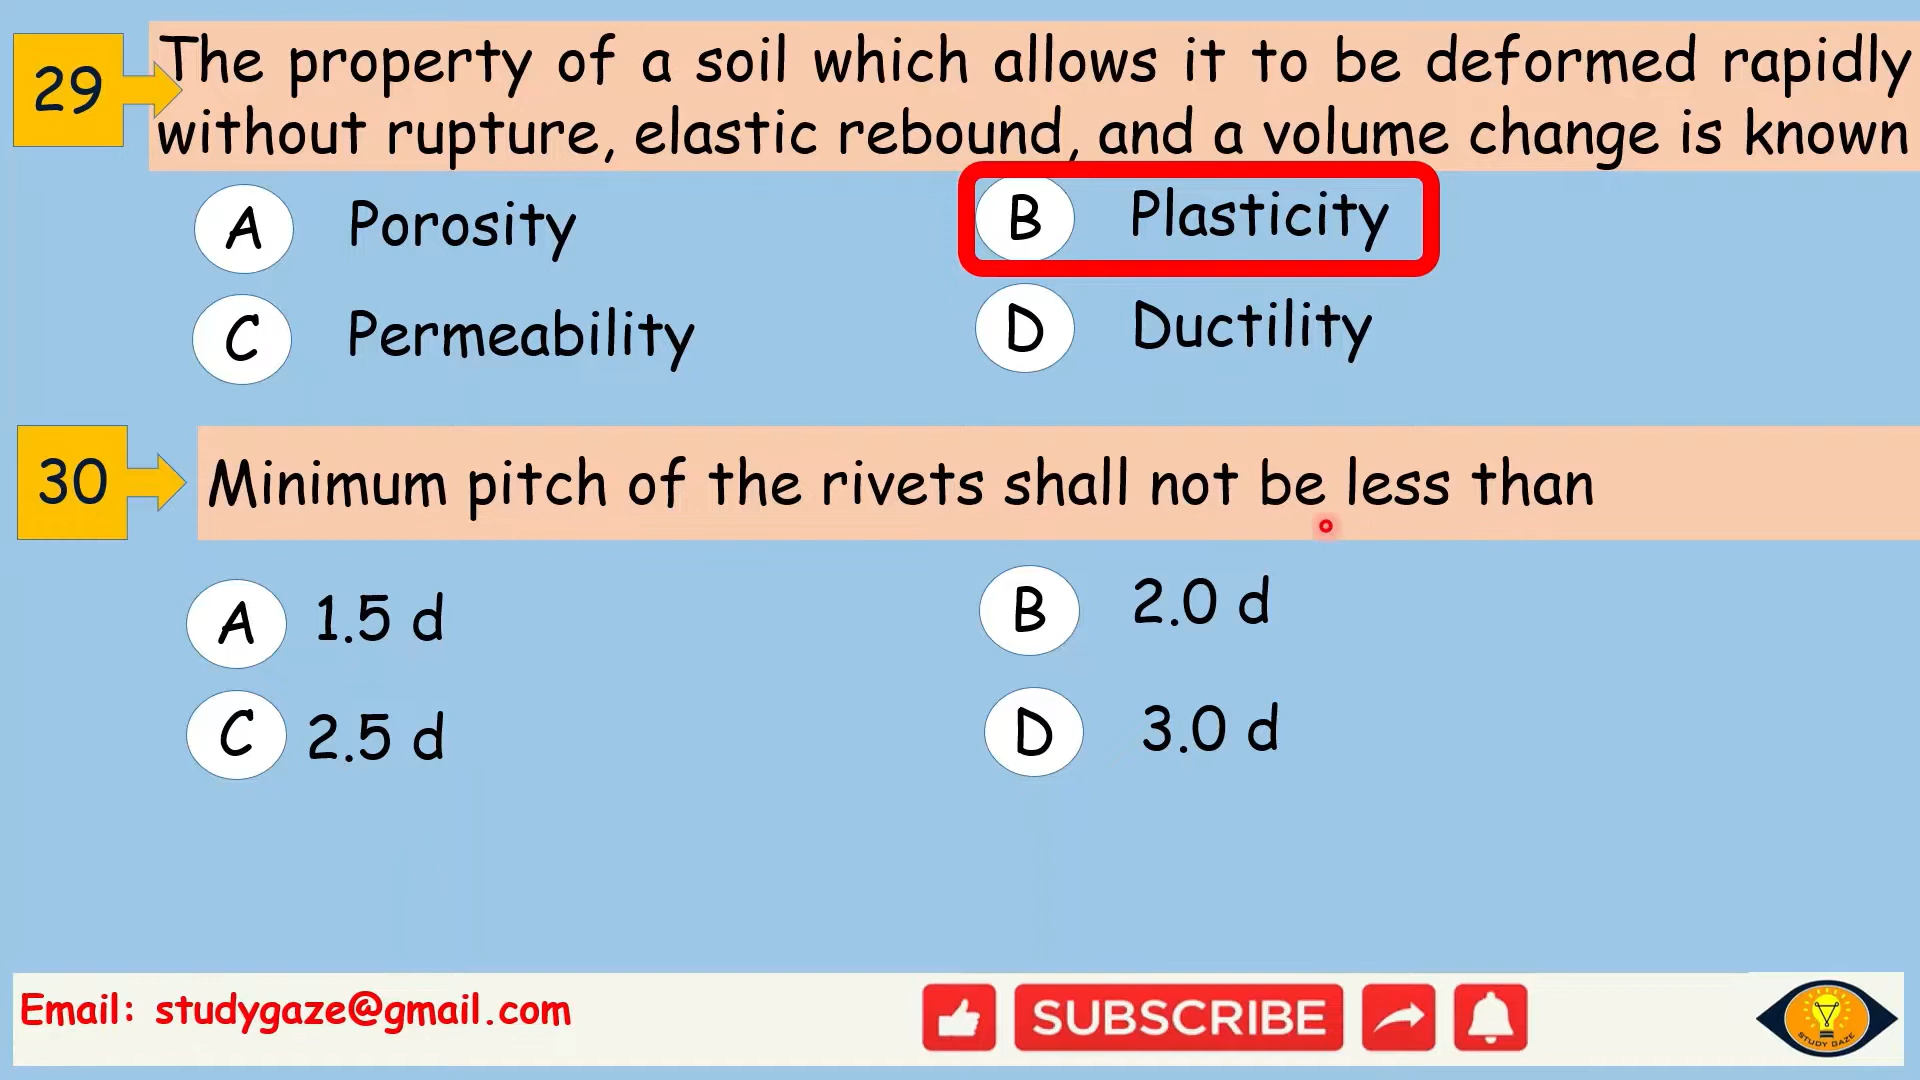 29
The property of a soil which allows it to be deformed rapidly
without rupture, elastic rebound, and a volume change is known
A Porosity
B Plasticity
C Permeability
D Ductility
30
Minimum pitch of the rivets shall not be less than
A 1.5 d
B 2.0 d
C 2.5 d
D 3.0 d
Email: studygaze@gmail.com
SUBSCRIBE
STUDY GAZE